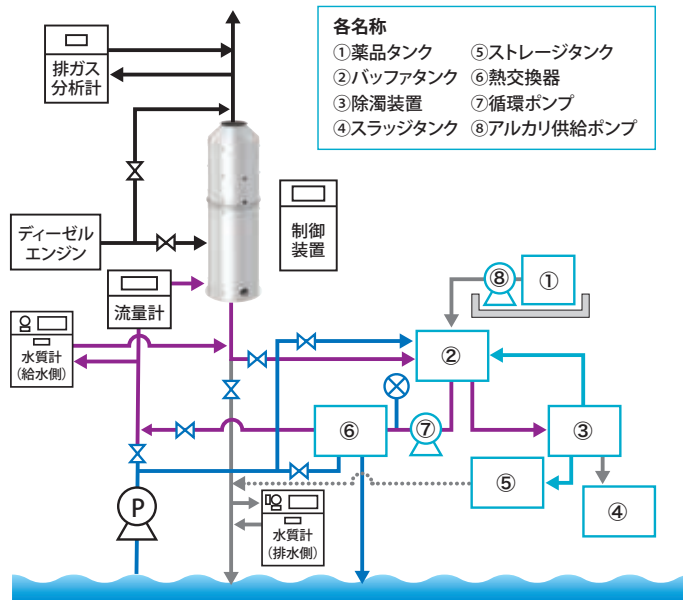 各名称
①薬品タンク ⑤ストレージタンク
②バッファタンク ⑥熱交換器
③除濁装置 ⑦循環ポンプ
④スラッジタンク ⑧アルカリ供給ポンプ
排ガス
分析計
ディーゼル
エンジン
制御
装置
流量計
水質計
(給水側)
⑧
①
②
⑥
⑦
③
⑤
④
P
水質計
(排水側)